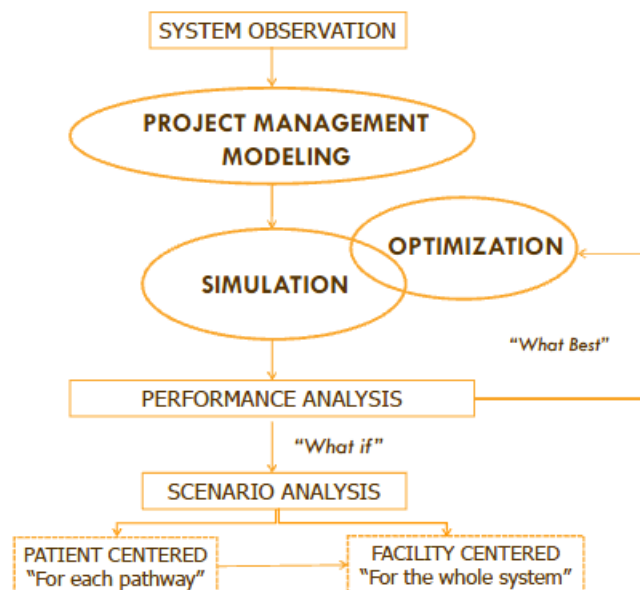 SYSTEM OBSERVATION
PROJECT MANAGEMENT
MODELING
OPTIMIZATION
SIMULATION
“What Best”
PERFORMANCE ANALYSIS
“What if”
SCENARIO ANALYSIS
PATIENT CENTERED
“For each pathway”
FACILITY CENTERED
“For the whole system”